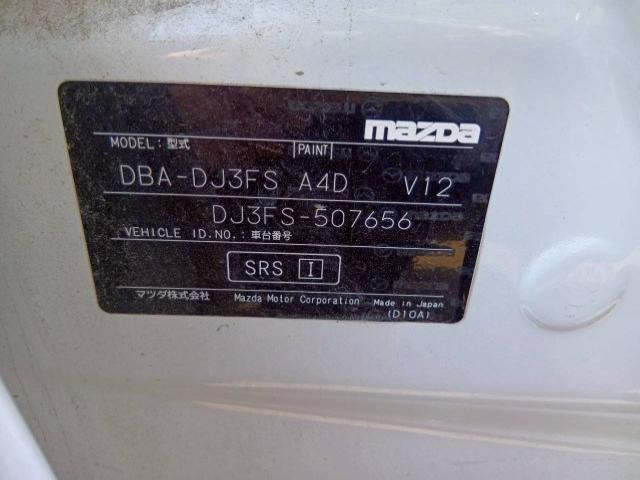 mazda
MODEL:型式 PAINT
DBA-DJ3FS A4D V12
DJ3FS-507656
VEHICLE ID.NO.:車台番号
SRS I
マツダ株式会社 Mazda Motor Corporation Made in Japan
(D10A)